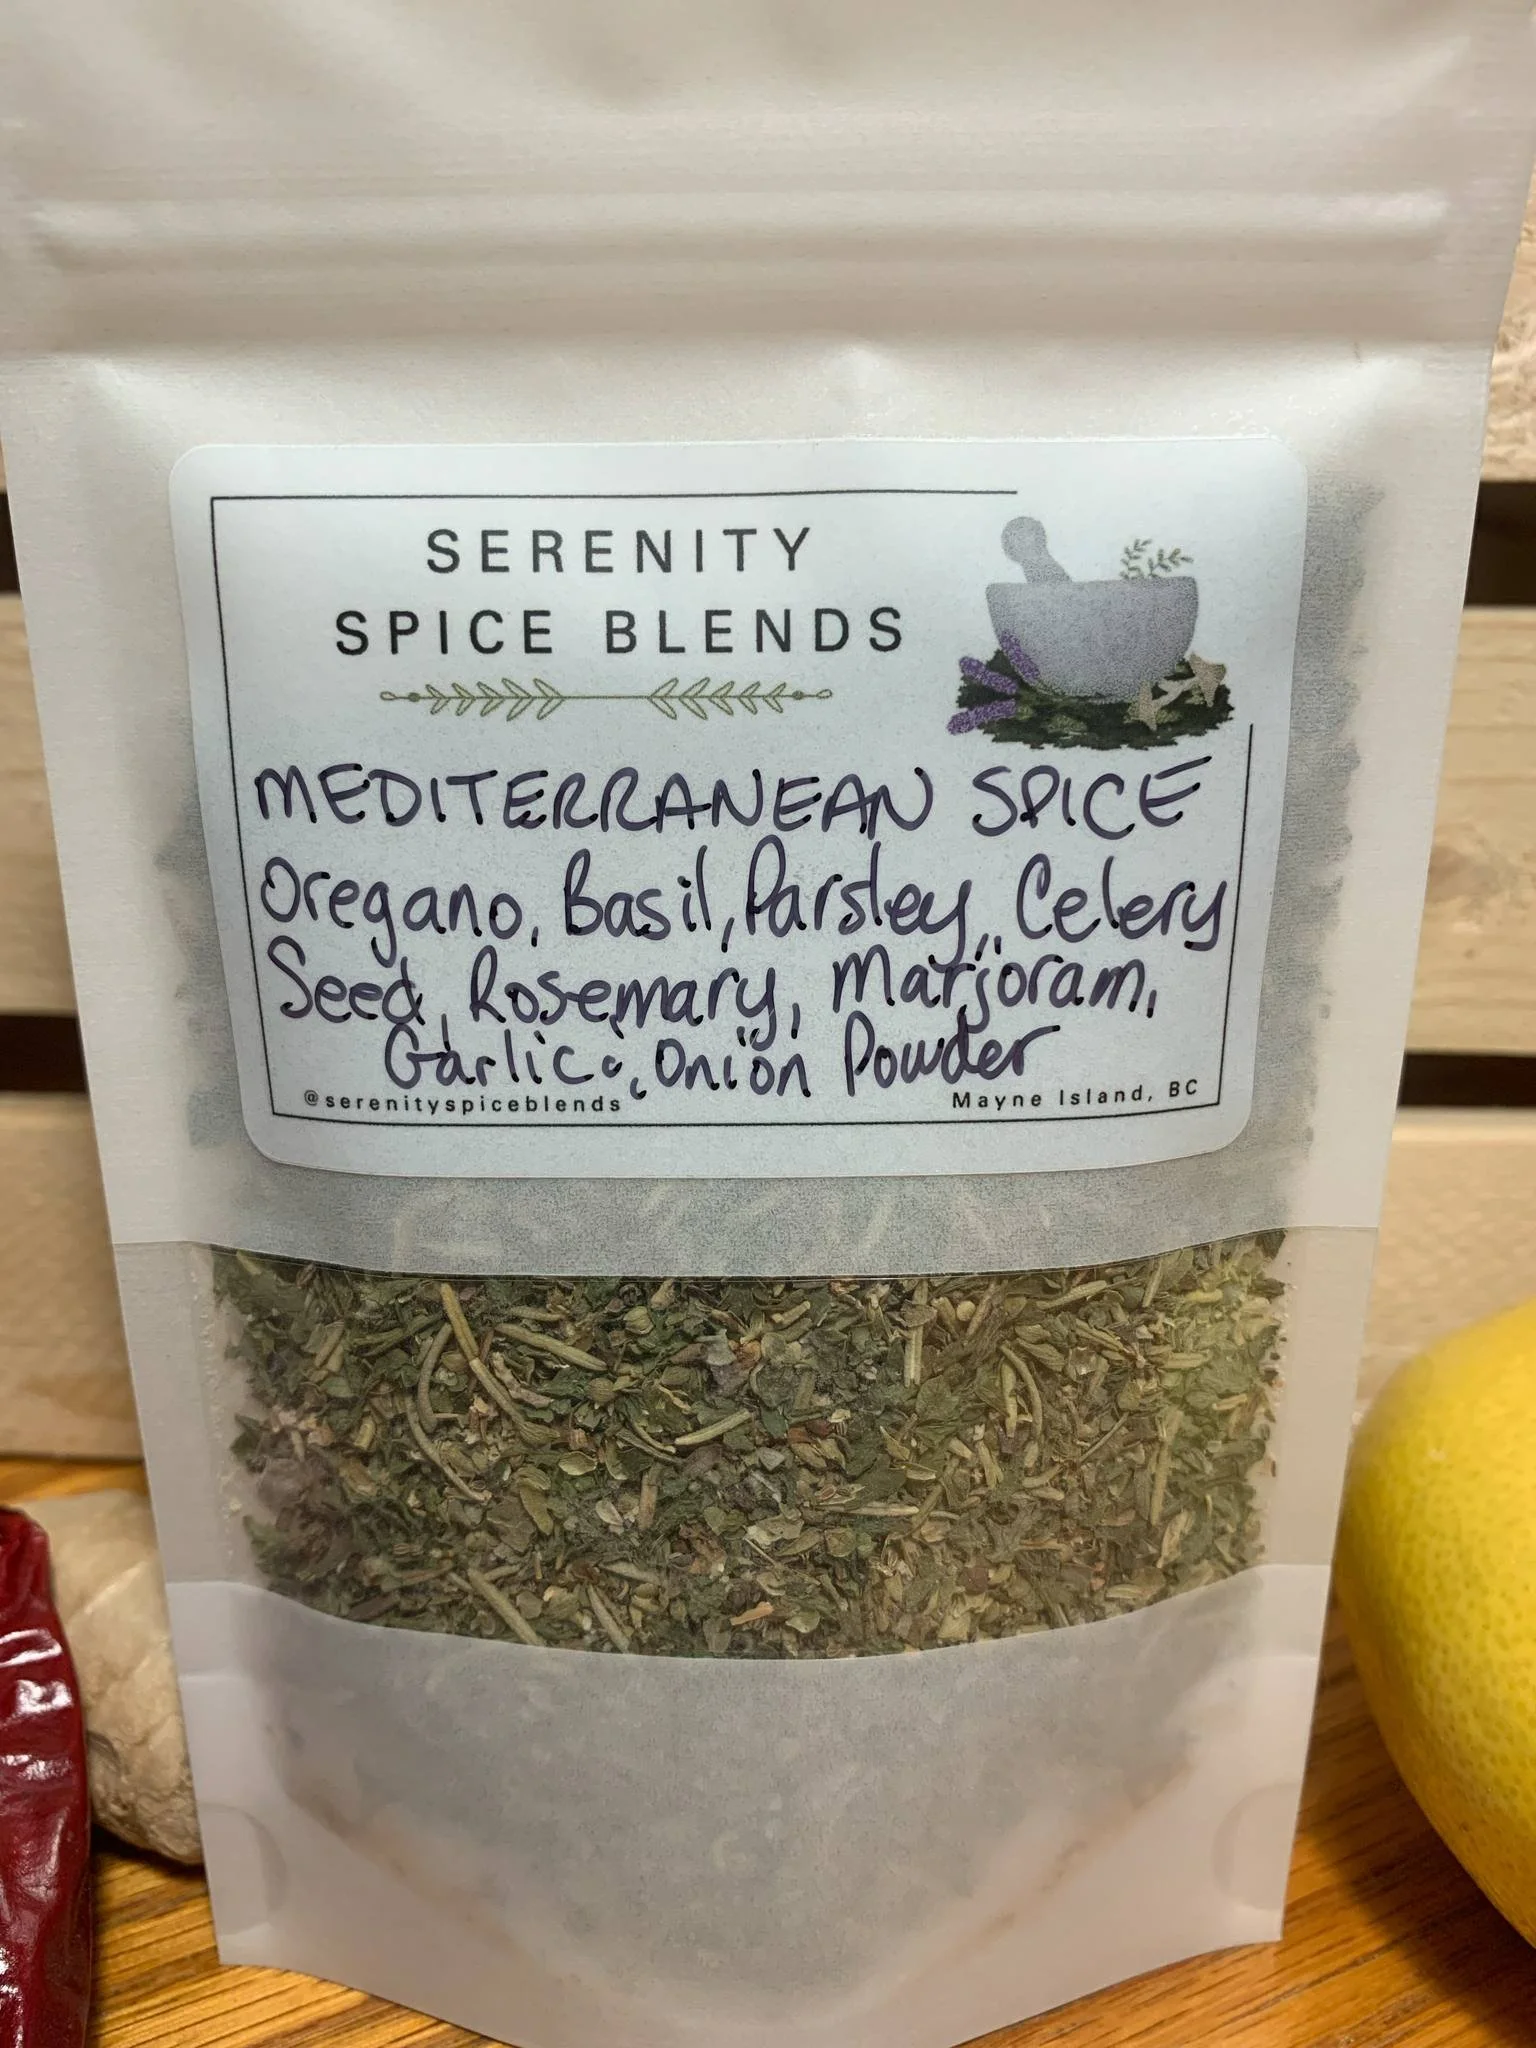 SERENITY
SPICE BLENDS
MEDITERRANEAN SPICE
Oregano, Basil, Parsley, Celery
Seed, Rosemary, Marjoram,
Garlic, Onion Powder
@serenityspiceblends Mayne Island, BC